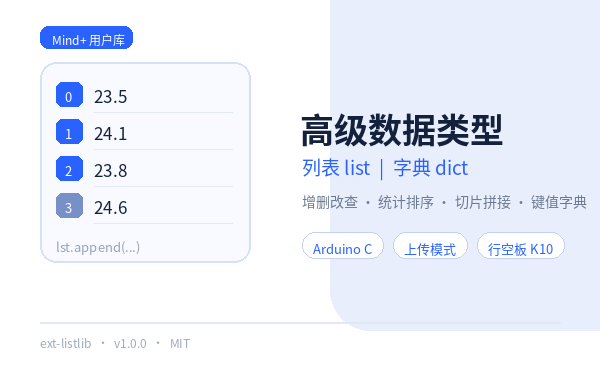 Mind+ 用户库
0 23.5
1 24.1
2 23.8
3 24.6
lst.append(...)
高级数据类型
列表 list | 字典 dict
增删改查 · 统计排序 · 切片拼接 · 键值字典
Arduino C 上传模式 行空板 K10
ext-listlib · v1.0.0 · MIT